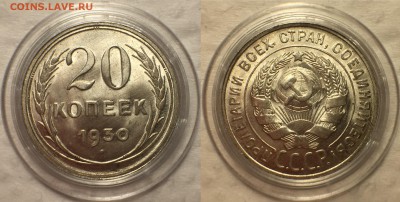 COINS.LAVE.RU
20
КОПЕЕК
1930
ПРОЛЕТАРИИ ВСЕХ СТРАН, СОЕДИНЯЙТЕСЬ!
СССР